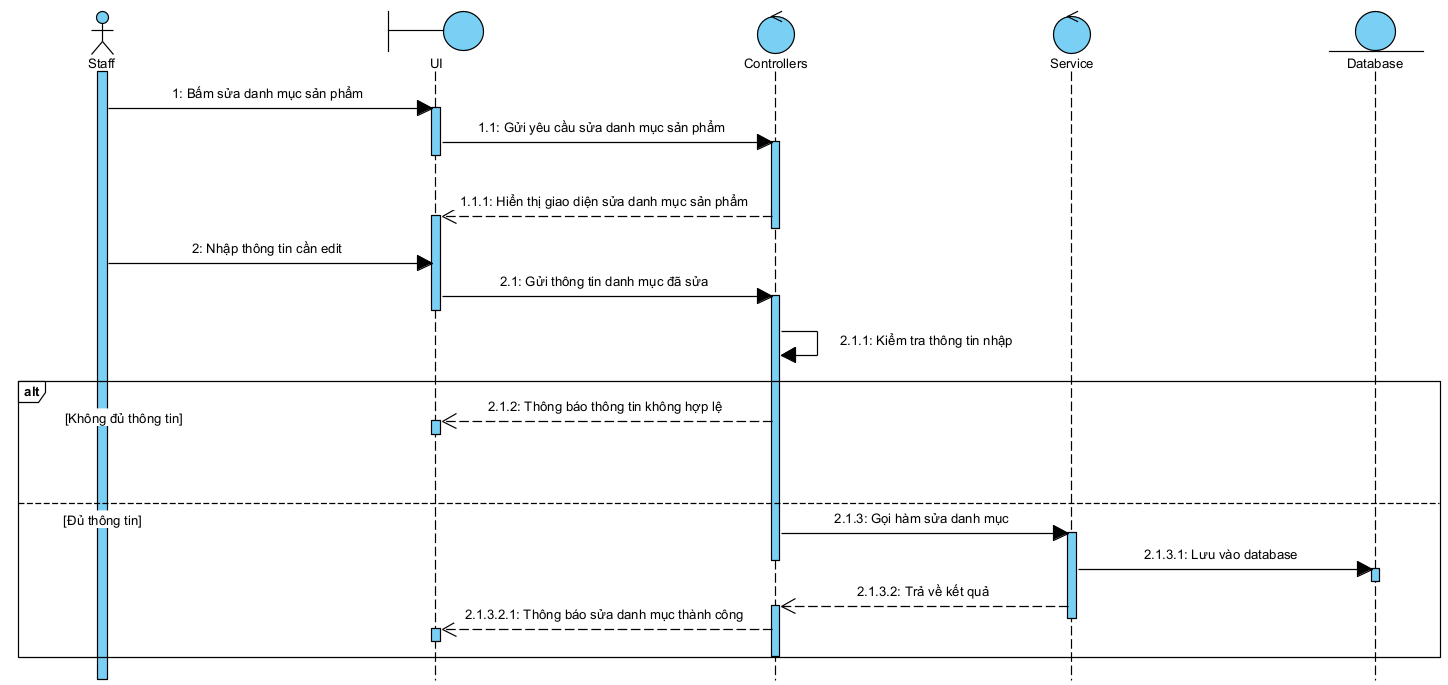 Staff
UI
Controllers
Service
Database
1: Bấm sửa danh mục sản phẩm
1.1: Gửi yêu cầu sửa danh mục sản phẩm
1.1.1: Hiển thị giao diện sửa danh mục sản phẩm
2: Nhập thông tin cần edit
2.1: Gửi thông tin danh mục đã sửa
2.1.1: Kiểm tra thông tin nhập
alt
[Không đủ thông tin]
2.1.2: Thông báo thông tin không hợp lệ
[Đủ thông tin]
2.1.3: Gọi hàm sửa danh mục
2.1.3.1: Lưu vào database
2.1.3.2: Trả về kết quả
2.1.3.2.1: Thông báo sửa danh mục thành công